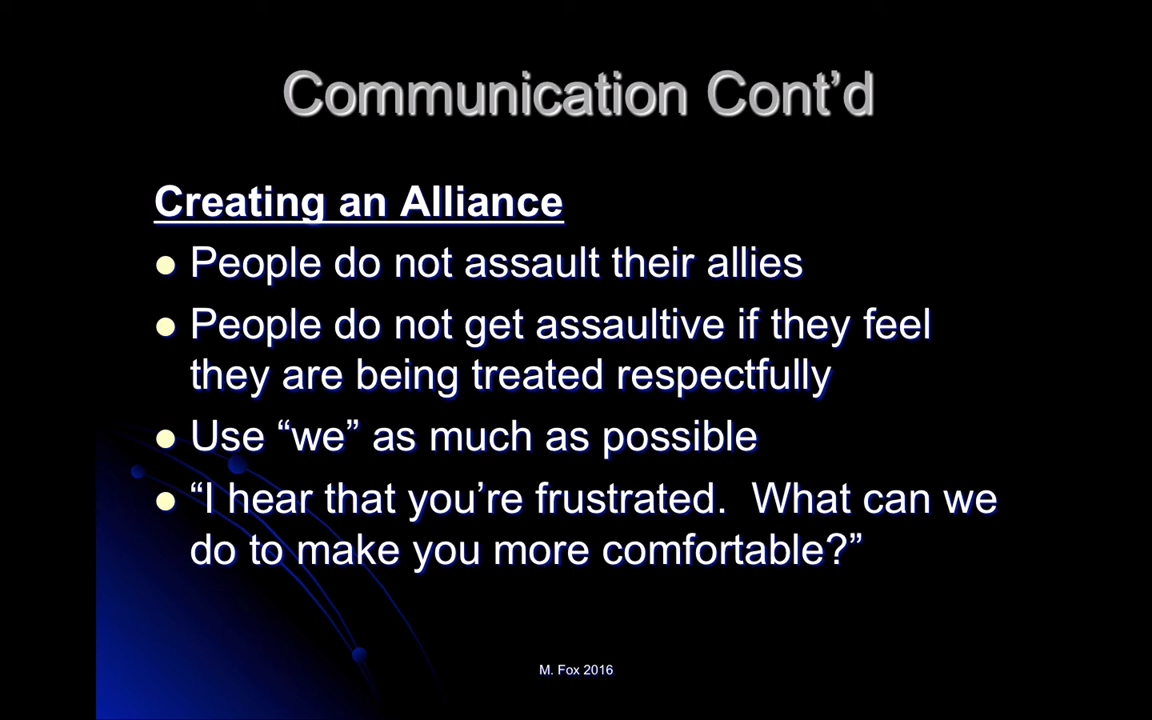 Communication Cont’d
Creating an Alliance
People do not assault their allies
People do not get assaultive if they feel
they are being treated respectfully
Use “we” as much as possible
“I hear that you’re frustrated.  What can we
do to make you more comfortable?”
M. Fox 2016